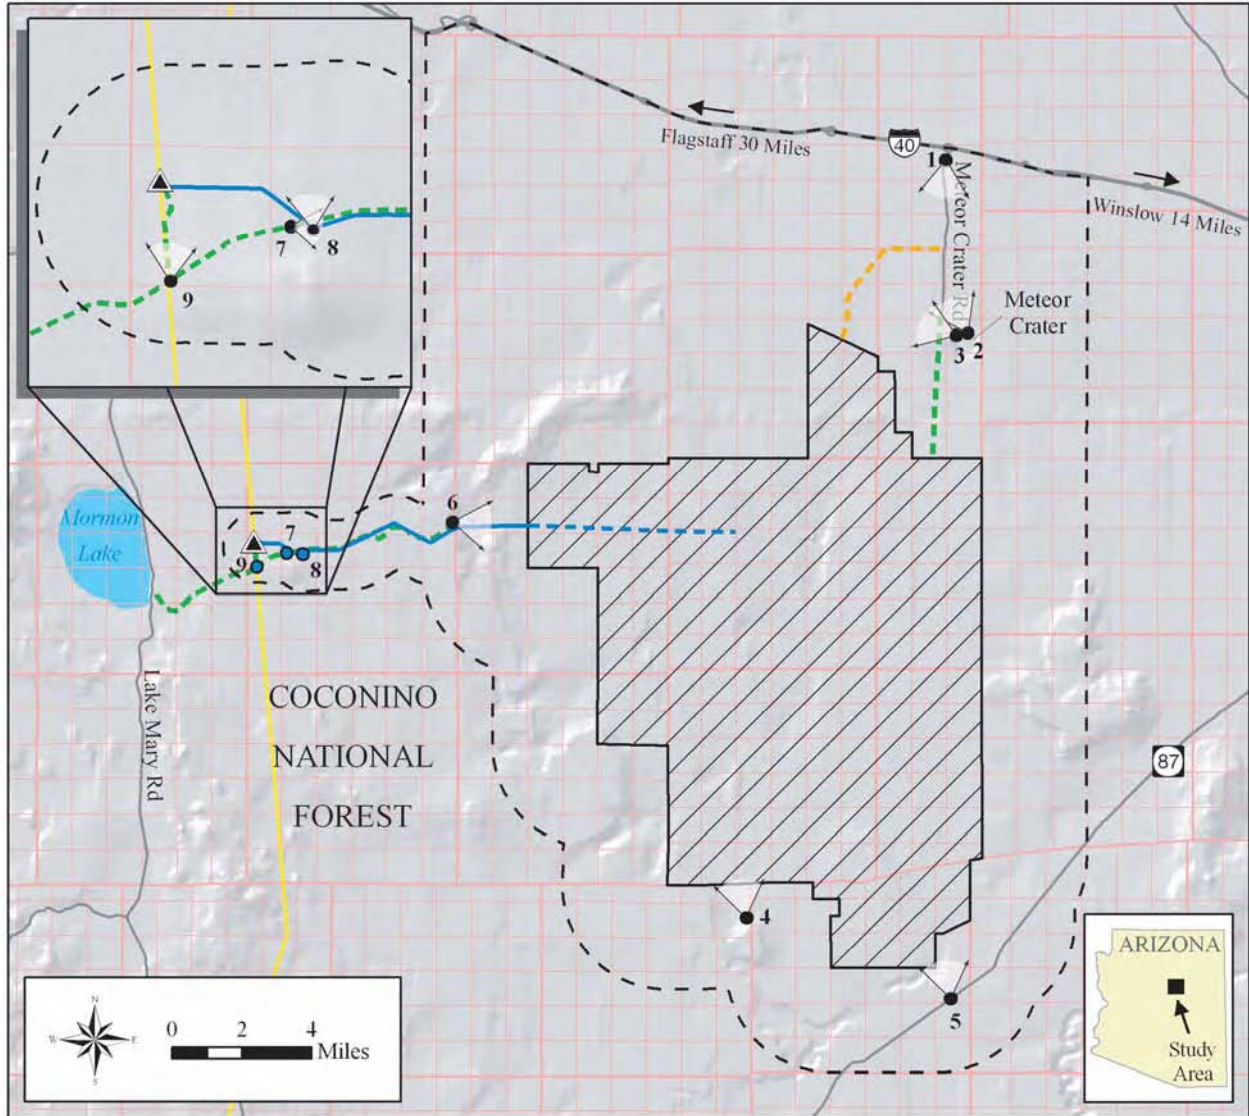 7
8
9
Flagstaff 30 Miles
40
1
Meteor Crater Rd
Winslow 14 Miles
Meteor
Crater
3
2
Mormon
Lake
6
7
9
8
Lake Mary Rd
COCONINO
NATIONAL
FOREST
87
4
5
N
W
E
S
0
2
4
Miles
ARIZONA
Study
Area